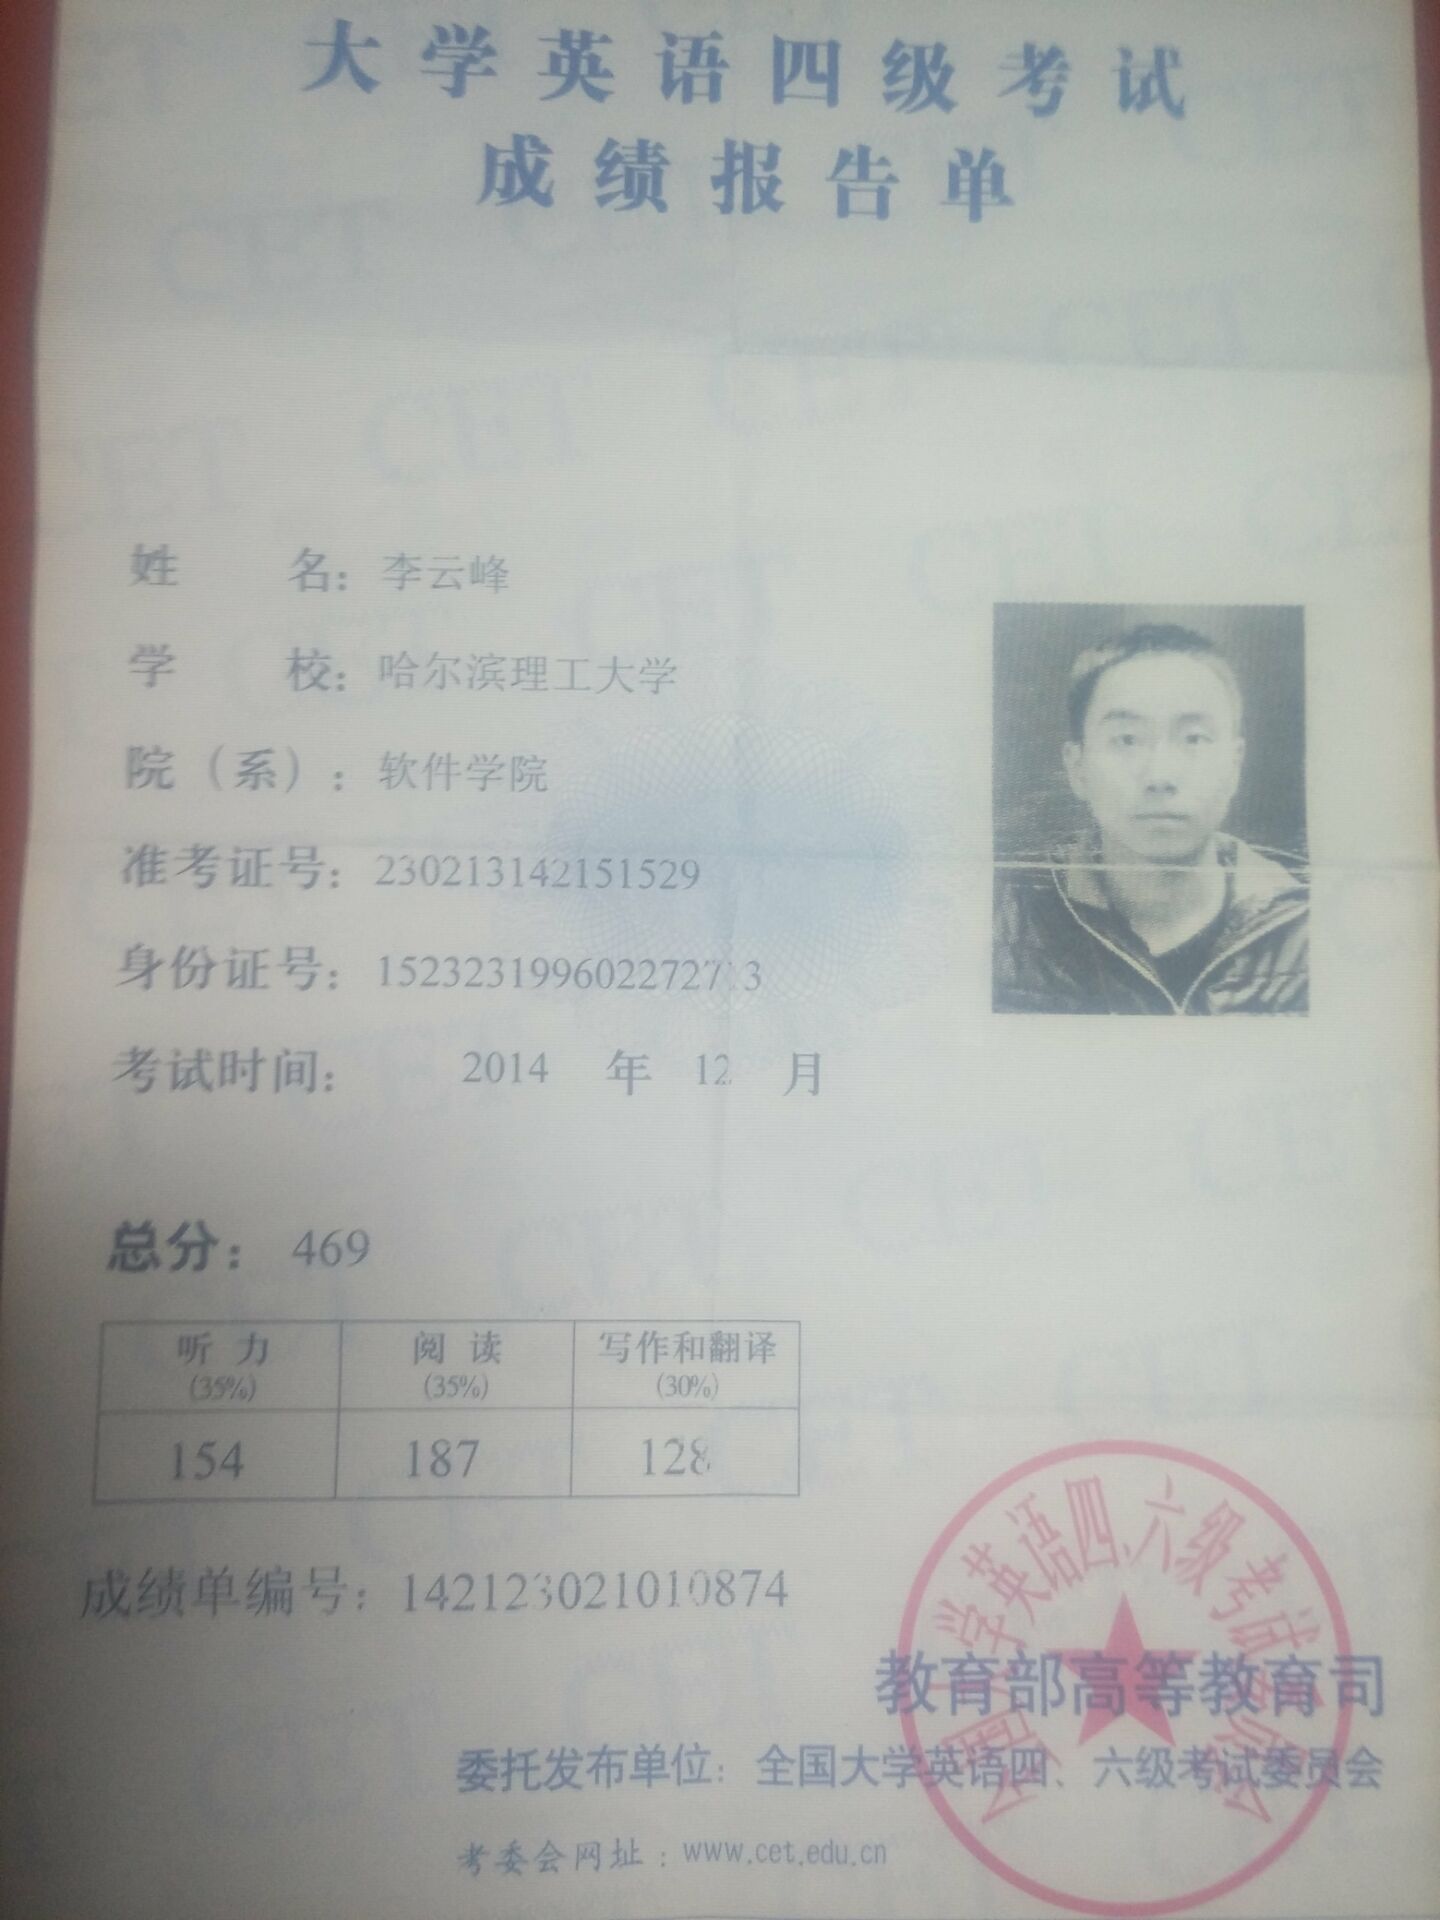 大学英语四级考试
成绩报告单
姓 名：李云峰
学 校：哈尔滨理工大学
院（系）：软件学院
准考证号：230213142151529
身份证号：
考试时间： 2014 年 12 月
总分： 469
听力 阅读 写作和翻译
(35%) (35%) (30%)
154 187 128
成绩单编号：142123021010874
全国大学英语四、六级考试委员会
教育部高等教育司
委托发布单位：全国大学英语四、六级考试委员会
考委会网址：www.cet.edu.cn